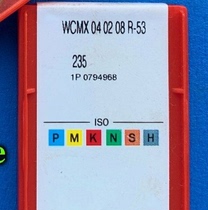 WCMX 04 02 08 R-53
235
1P 0794968
ISO
P M K N S H
e